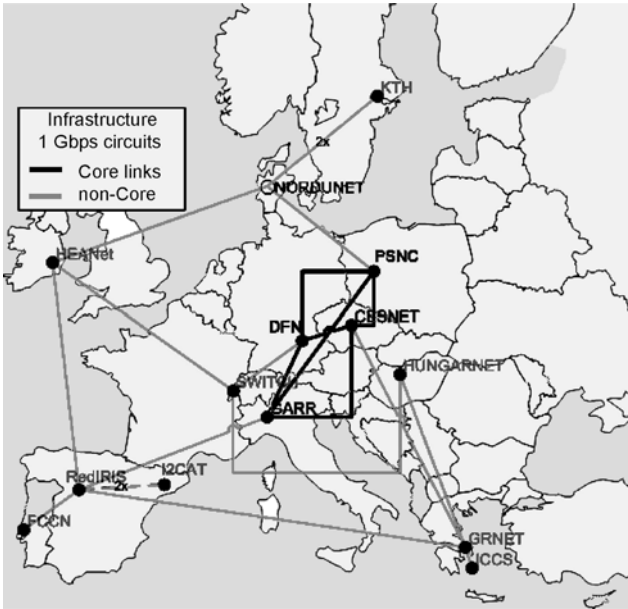 KTH
Infrastructure
1 Gbps circuits
Core links
non-Core
2x
NORDUNET
HEANet
PSNC
CESNET
DFN
HUNGARNET
SWITCH
GARR
RedIRIS
I2CAT
2x
FCCN
GRNET
ICCS